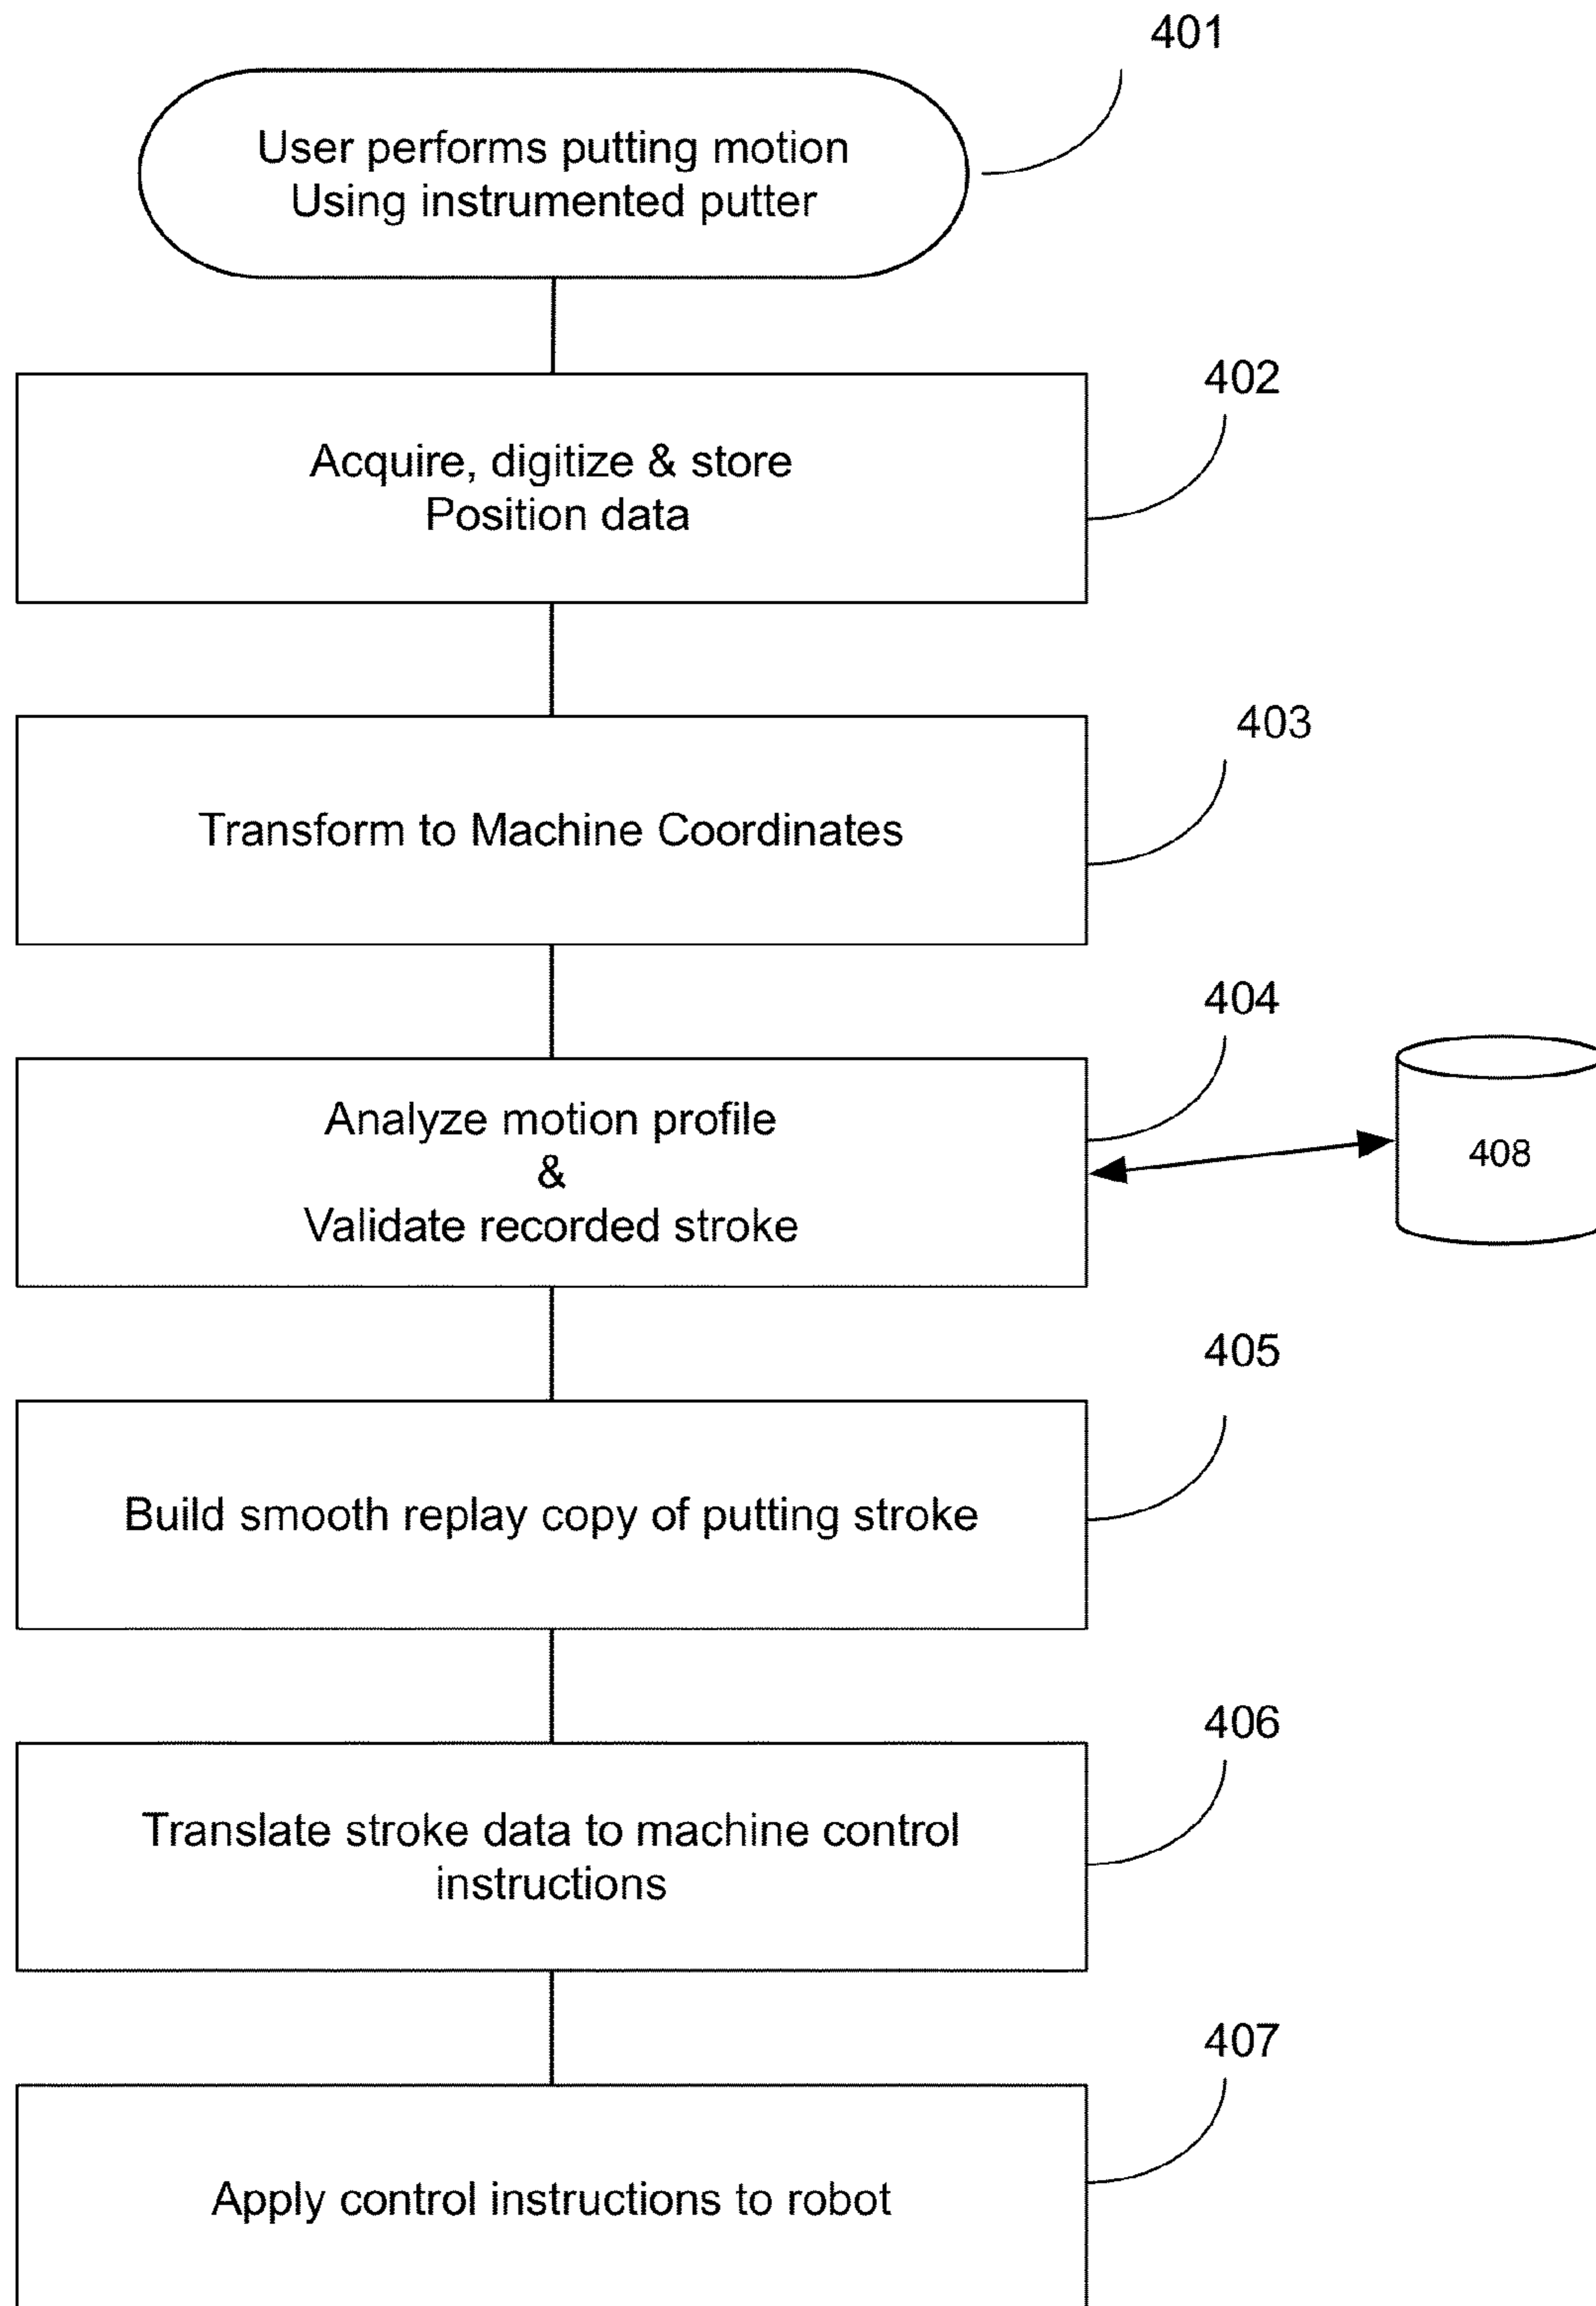 401
User performs putting motion
Using instrumented putter
402
Acquire, digitize & store
Position data
403
Transform to Machine Coordinates
404
Analyze motion profile
&
Validate recorded stroke
408
405
Build smooth replay copy of putting stroke
406
Translate stroke data to machine control
instructions
407
Apply control instructions to robot